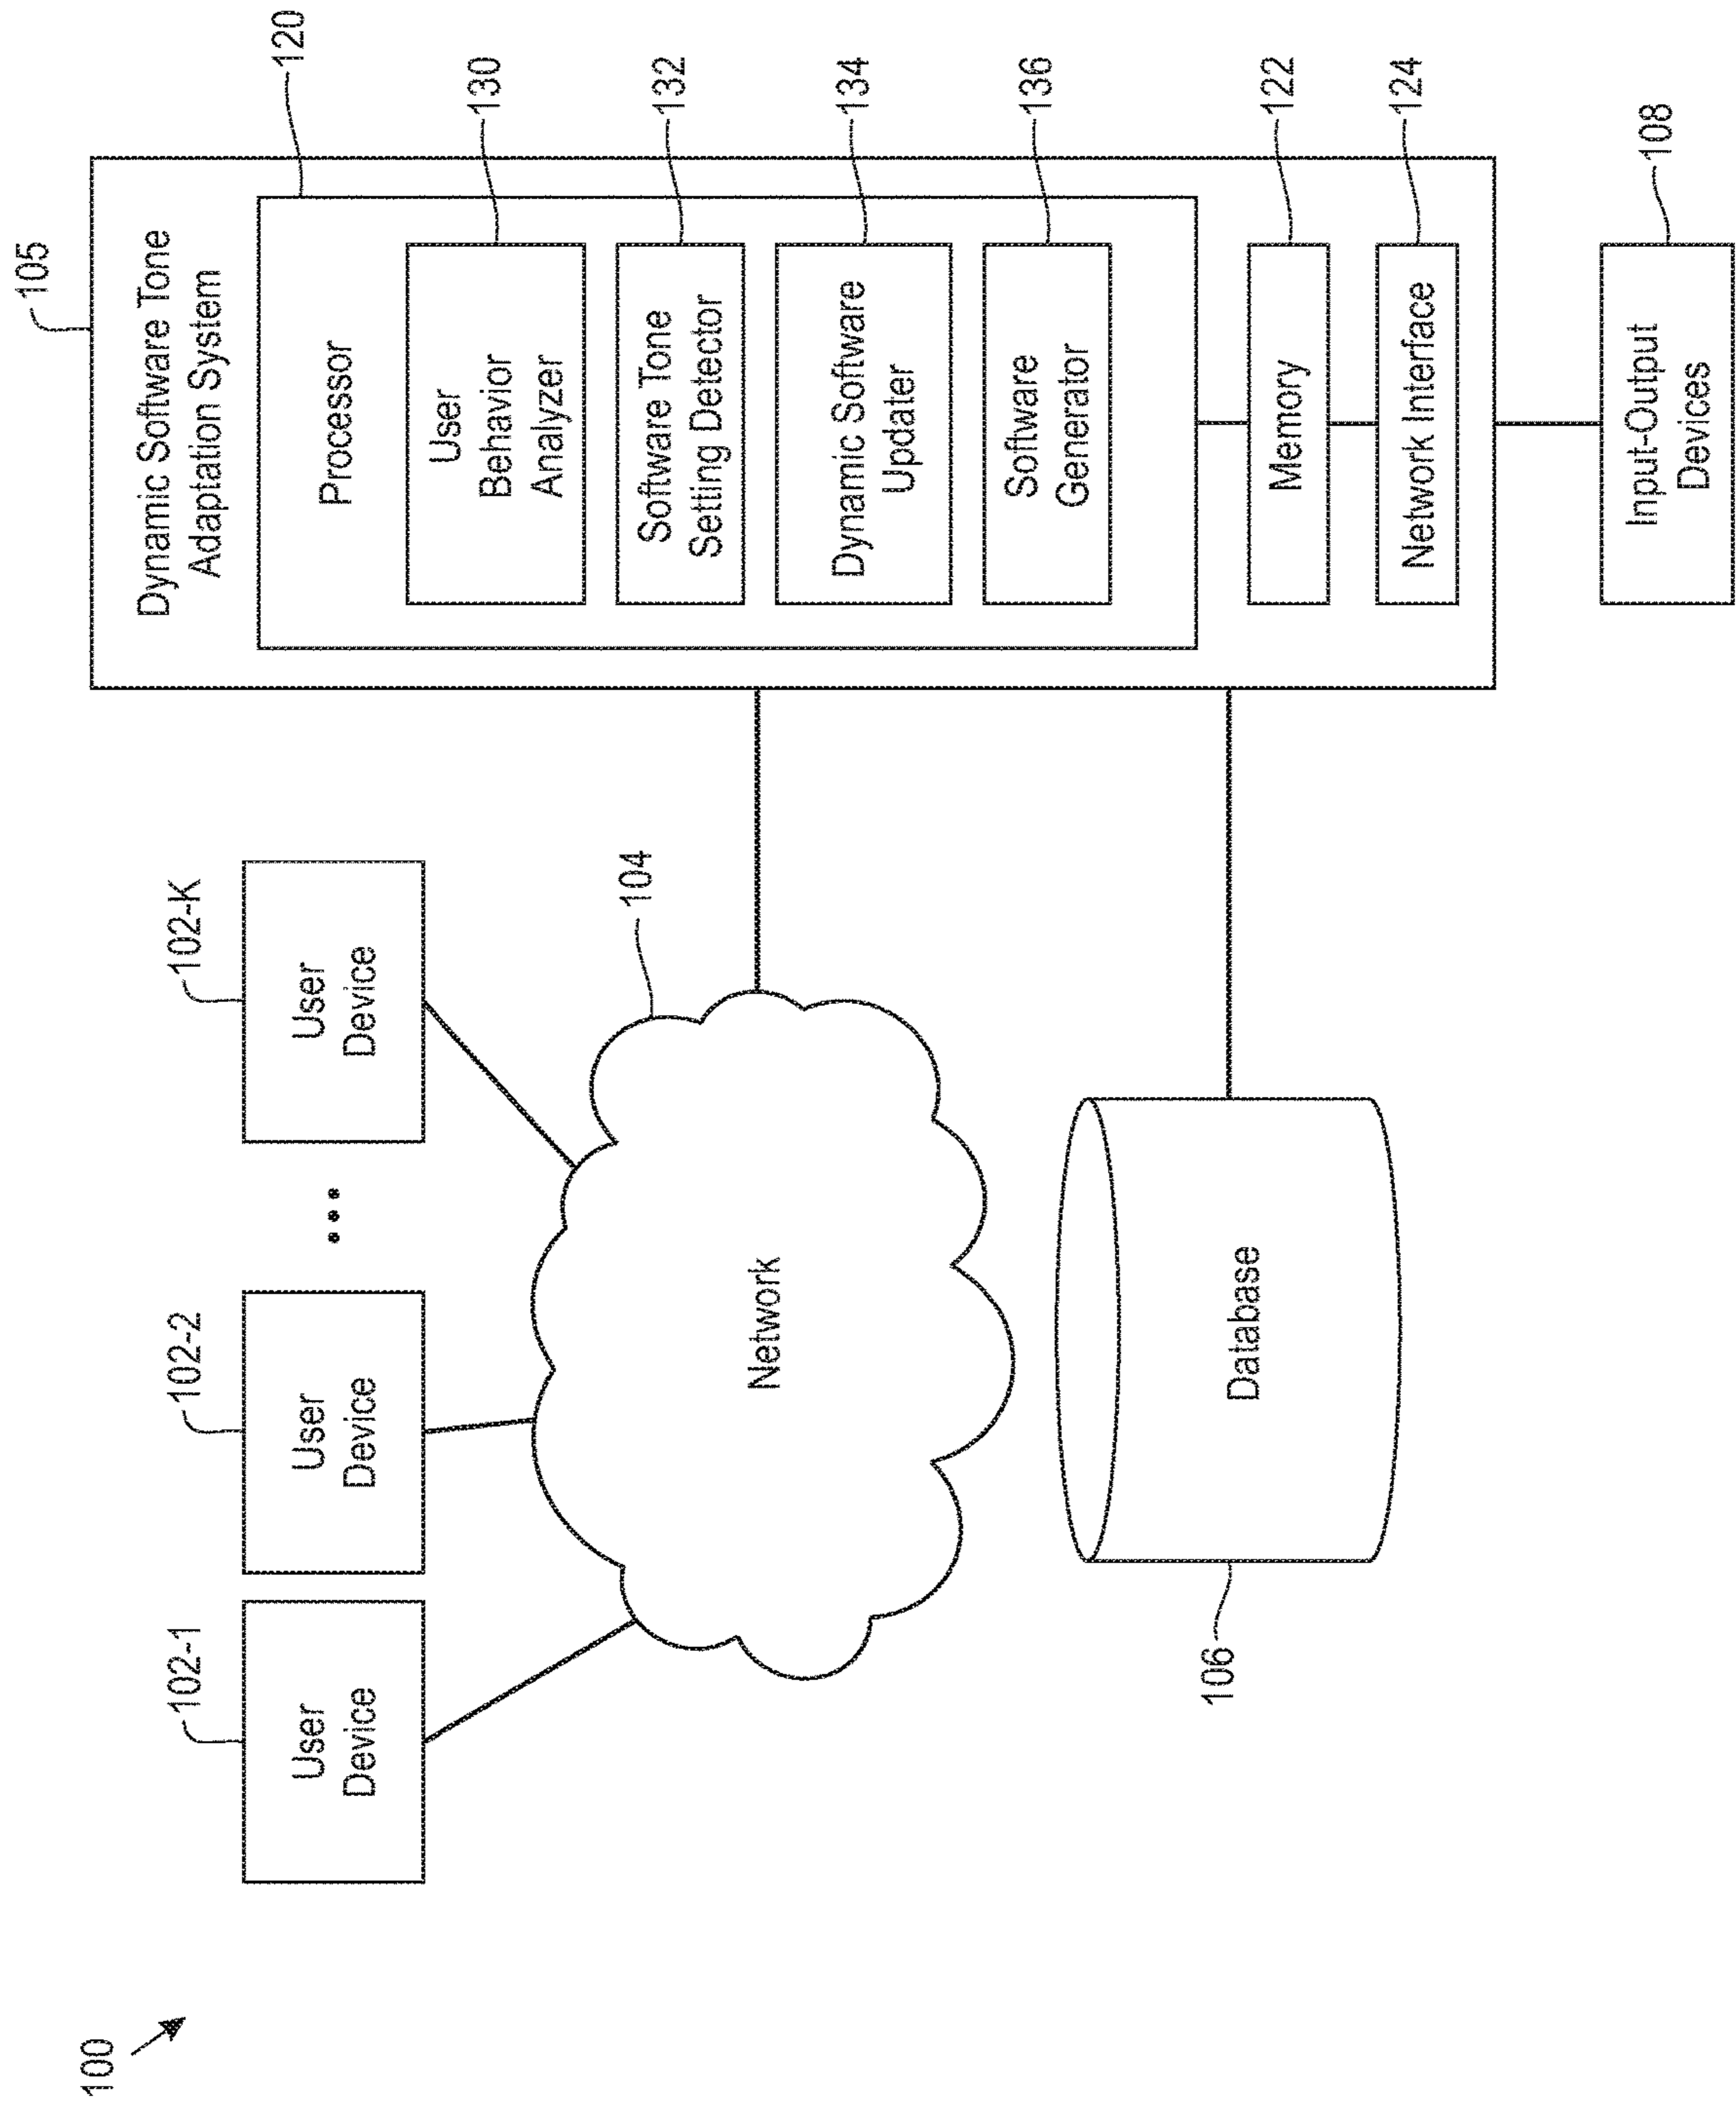 100
102-1
User
Device
102-2
User
Device
...
102-K
User
Device
104
Network
106
Database
105
Dynamic Software Tone
Adaptation System
120
Processor
User
Behavior
Analyzer
130
Software Tone
Setting Detector
132
Dynamic Software
Updater
134
Software
Generator
136
Memory
122
Network Interface
124
Input-Output
Devices
108